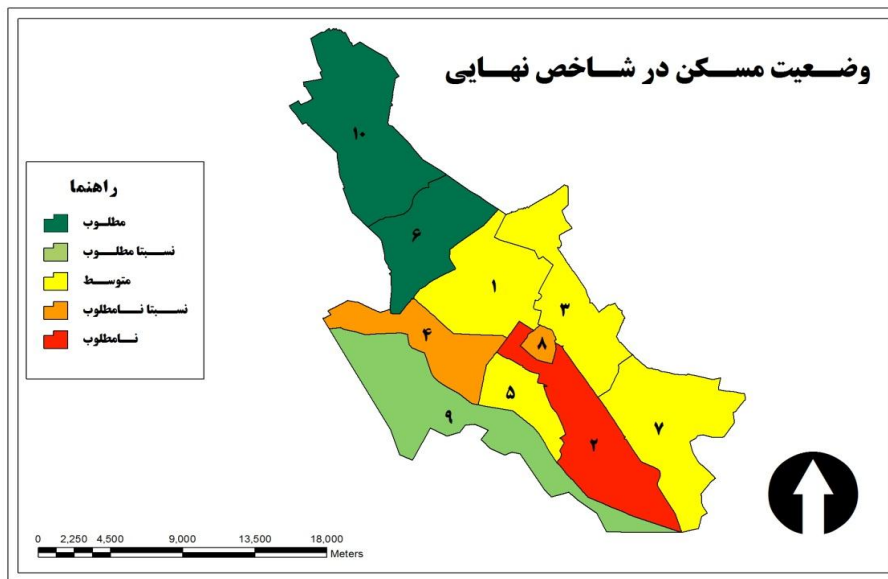 وضعیت مسکن در شاخص نهایی
راهنما
مطلوب
نسبتا مطلوب
متوسط
نسبتا نامطلوب
نامطلوب
۱۰
۶
۱
۳
۸
۴
۵
۹
۲
۷
0 2,250 4,500 9,000 13,500 18,000
Meters